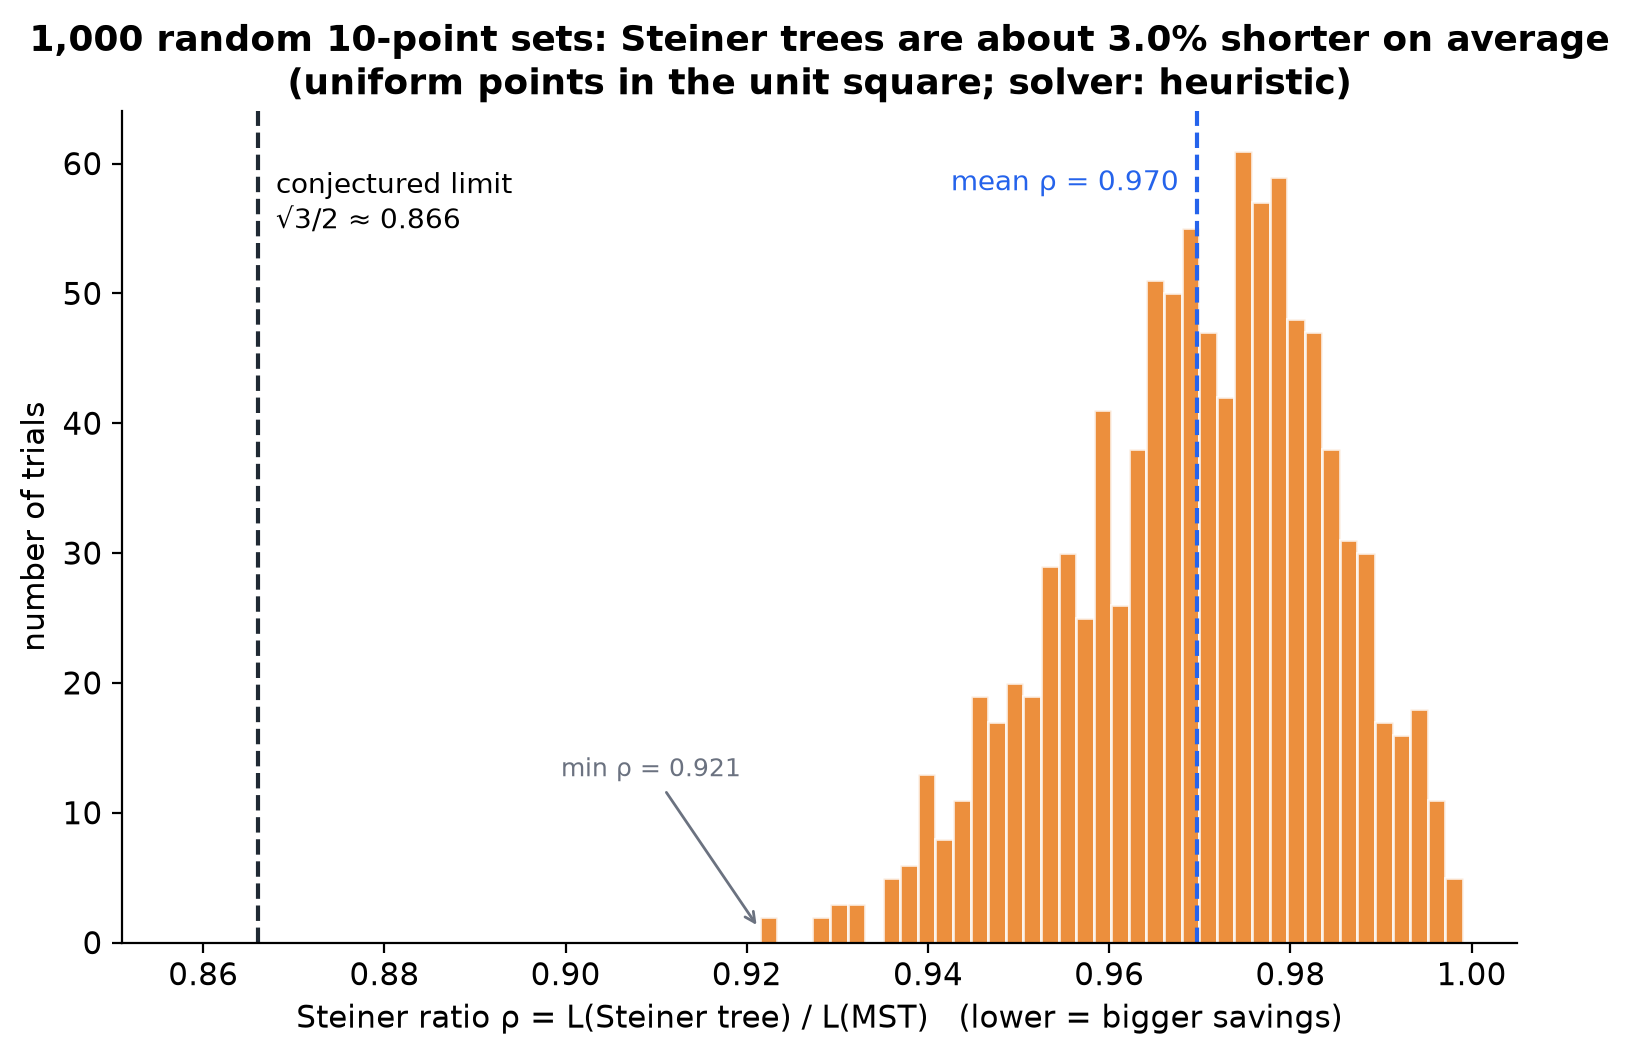 1,000 random 10-point sets: Steiner trees are about 3.0% shorter on average
(uniform points in the unit square; solver: heuristic)
conjectured limit
√3/2 ≈ 0.866
mean ρ = 0.970
min ρ = 0.921
number of trials
60
50
40
30
20
10
0
0.86 0.88 0.90 0.92 0.94 0.96 0.98 1.00
Steiner ratio ρ = L(Steiner tree) / L(MST) (lower = bigger savings)